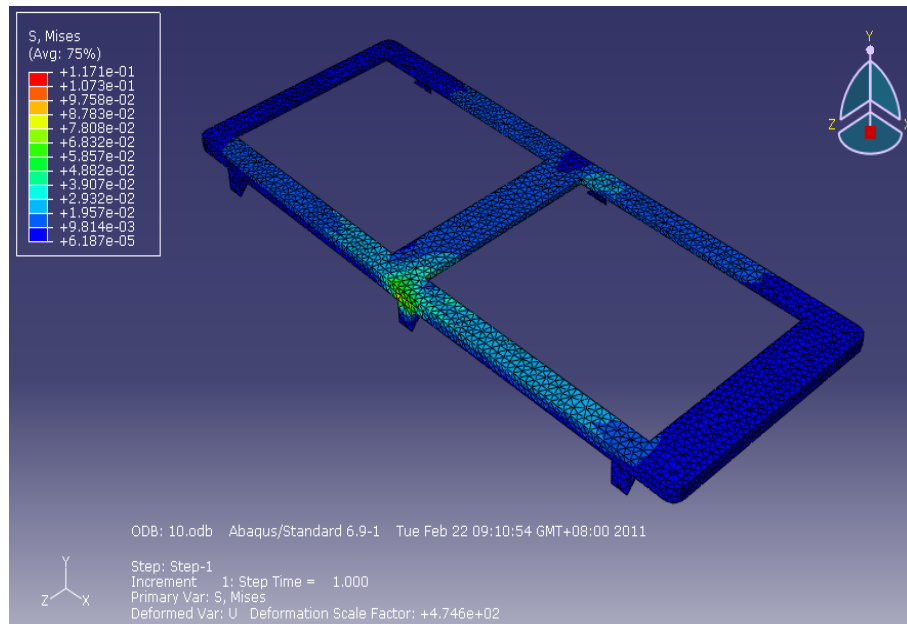 S, Mises
(Avg: 75%)
+1.171e-01
+1.073e-01
+9.758e-02
+8.783e-02
+7.808e-02
+6.832e-02
+5.857e-02
+4.882e-02
+3.907e-02
+2.932e-02
+1.957e-02
+9.814e-03
+6.187e-05
Y
Z X
ODB: 10.odb Abaqus/Standard 6.9-1 Tue Feb 22 09:10:54 GMT+08:00 2011
Y
Z X
Step: Step-1
Increment 1: Step Time = 1.000
Primary Var: S, Mises
Deformed Var: U Deformation Scale Factor: +4.746e+02